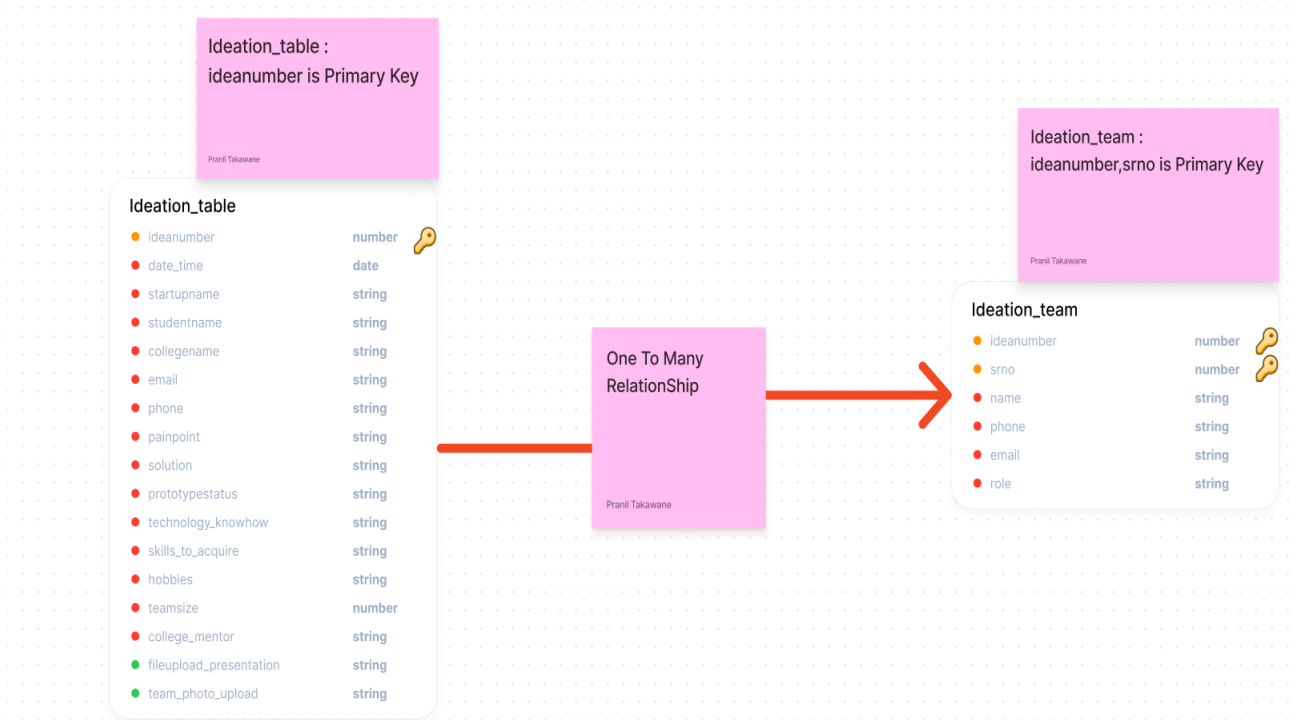 Ideation_table :
ideanumber is Primary Key
Pranil Takawane
Ideation_table
ideanumber number
date_time date
startupname string
studentname string
collegename string
email string
phone string
painpoint string
solution string
prototypestatus string
technology_knowhow string
skills_to_acquire string
hobbies string
teamsize number
college_mentor string
fileupload_presentation string
team_photo_upload string
One To Many
RelationShip
Pranil Takawane
Ideation_team :
ideanumber,srno is Primary Key
Pranil Takawane
Ideation_team
ideanumber number
srno number
name string
phone string
email string
role string